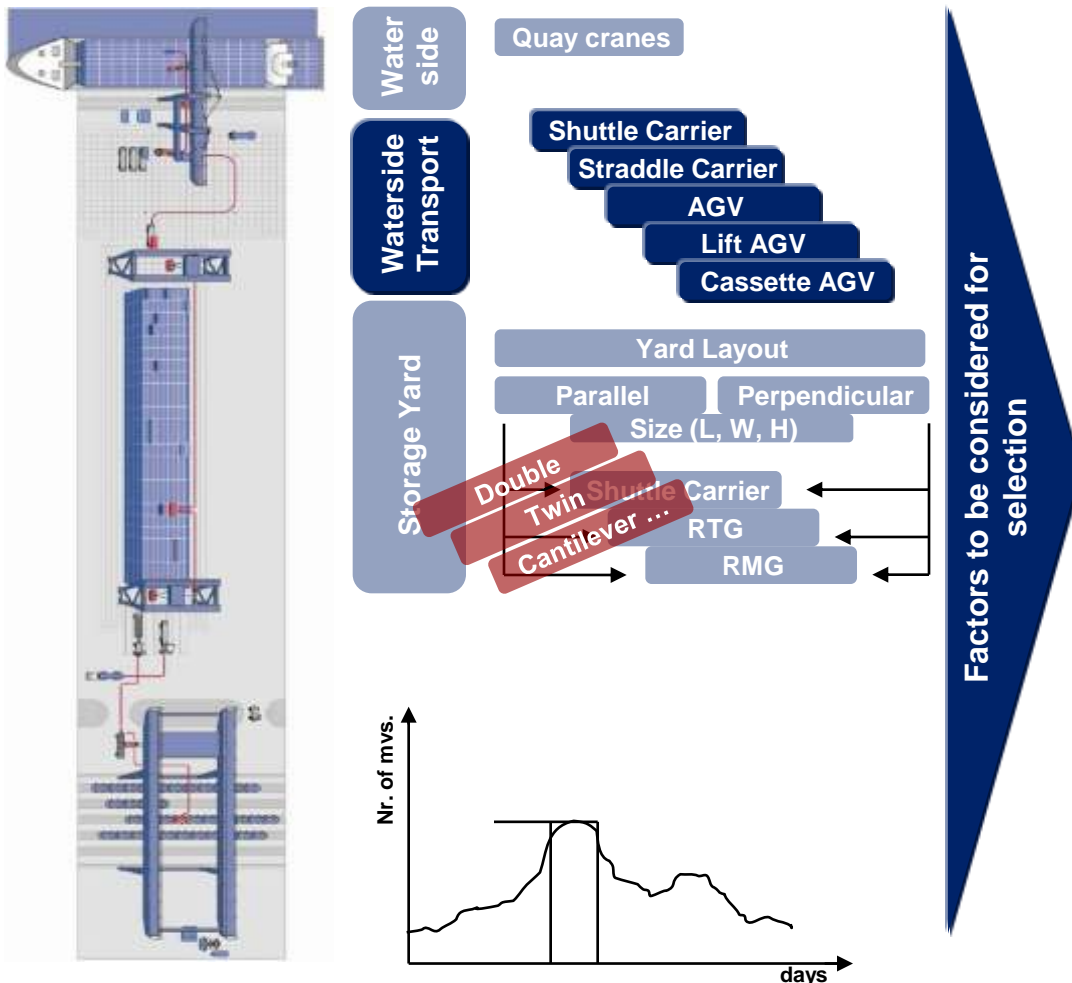 Water
side
Quay cranes
Waterside
Transport
Shuttle Carrier
Straddle Carrier
AGV
Lift AGV
Cassette AGV
Storage Yard
Yard Layout
Parallel
Perpendicular
Size (L, W, H)
Double
Twin
Cantilever ...
Shuttle Carrier
RTG
RMG
Factors to be considered for
selection
Nr. of mvs.
days